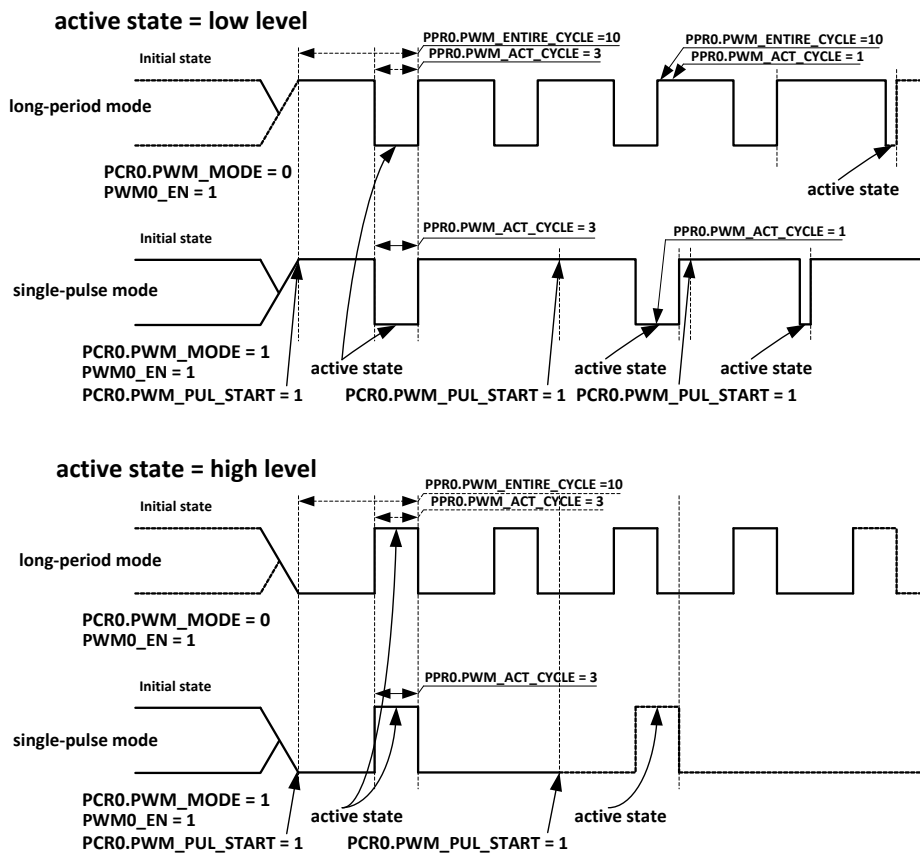 active state = low level
PPR0.PWM_ENTIRE_CYCLE=10
PPR0.PWM_ACT_CYCLE = 3
PPR0.PWM_ENTIRE_CYCLE =10
PPR0.PWM_ACT_CYCLE = 1
Initial state
long-period mode
PCR0.PWM_MODE = 0
PWM0_EN = 1
active state
Initial state
PPR0.PWM_ACT_CYCLE = 3
PPR0.PWM_ACT_CYCLE = 1
single-pulse mode
PCR0.PWM_MODE = 1
PWM0_EN = 1
PCR0.PWM_PUL_START = 1
active state
active state
active state
PCR0.PWM_PUL_START = 1
PCR0.PWM_PUL_START = 1
active state = high level
PPR0.PWM_ENTIRE_CYCLE=10
PPR0.PWM_ACT_CYCLE = 3
Initial state
long-period mode
PCR0.PWM_MODE = 0
PWM0_EN = 1
Initial state
PPR0.PWM_ACT_CYCLE = 3
single-pulse mode
PCR0.PWM_MODE = 1
PWM0_EN = 1
PCR0.PWM_PUL_START = 1
active state
active state
PCR0.PWM_PUL_START = 1